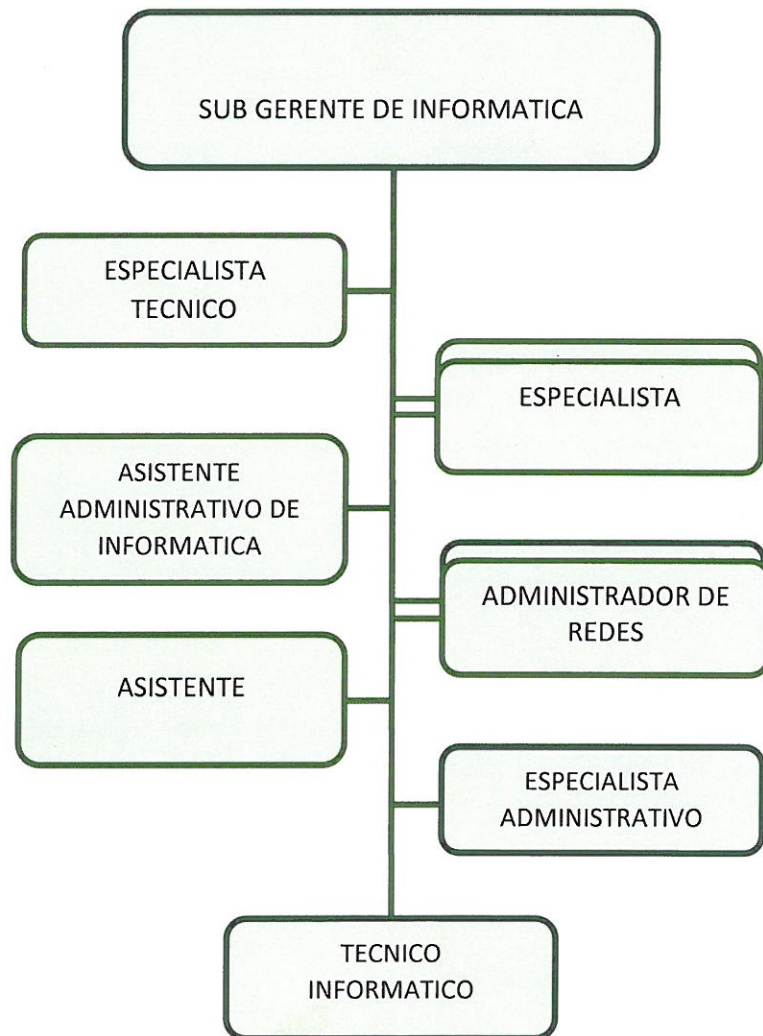 SUB GERENTE DE INFORMATICA
ESPECIALISTA
TECNICO
ESPECIALISTA
ASISTENTE
ADMINISTRATIVO DE
INFORMATICA
ADMINISTRADOR DE
REDES
ASISTENTE
ESPECIALISTA
ADMINISTRATIVO
TECNICO
INFORMATICO